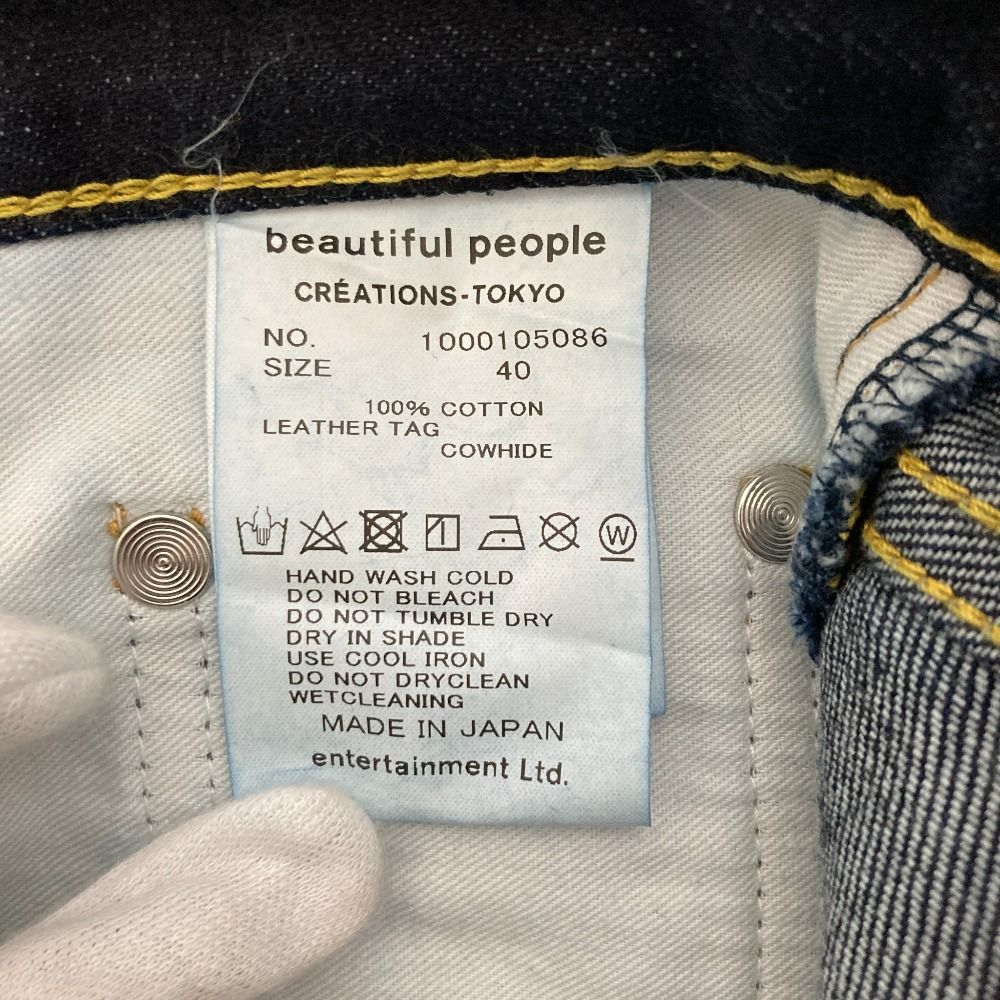 beautiful people
CRÉATIONS-TOKYO
NO. 1000105086
SIZE 40
100% COTTON
LEATHER TAG
COWHIDE
W
HAND WASH COLD
DO NOT BLEACH
DO NOT TUMBLE DRY
DRY IN SHADE
USE COOL IRON
DO NOT DRYCLEAN
WETCLEANING
MADE IN JAPAN
entertainment Ltd.